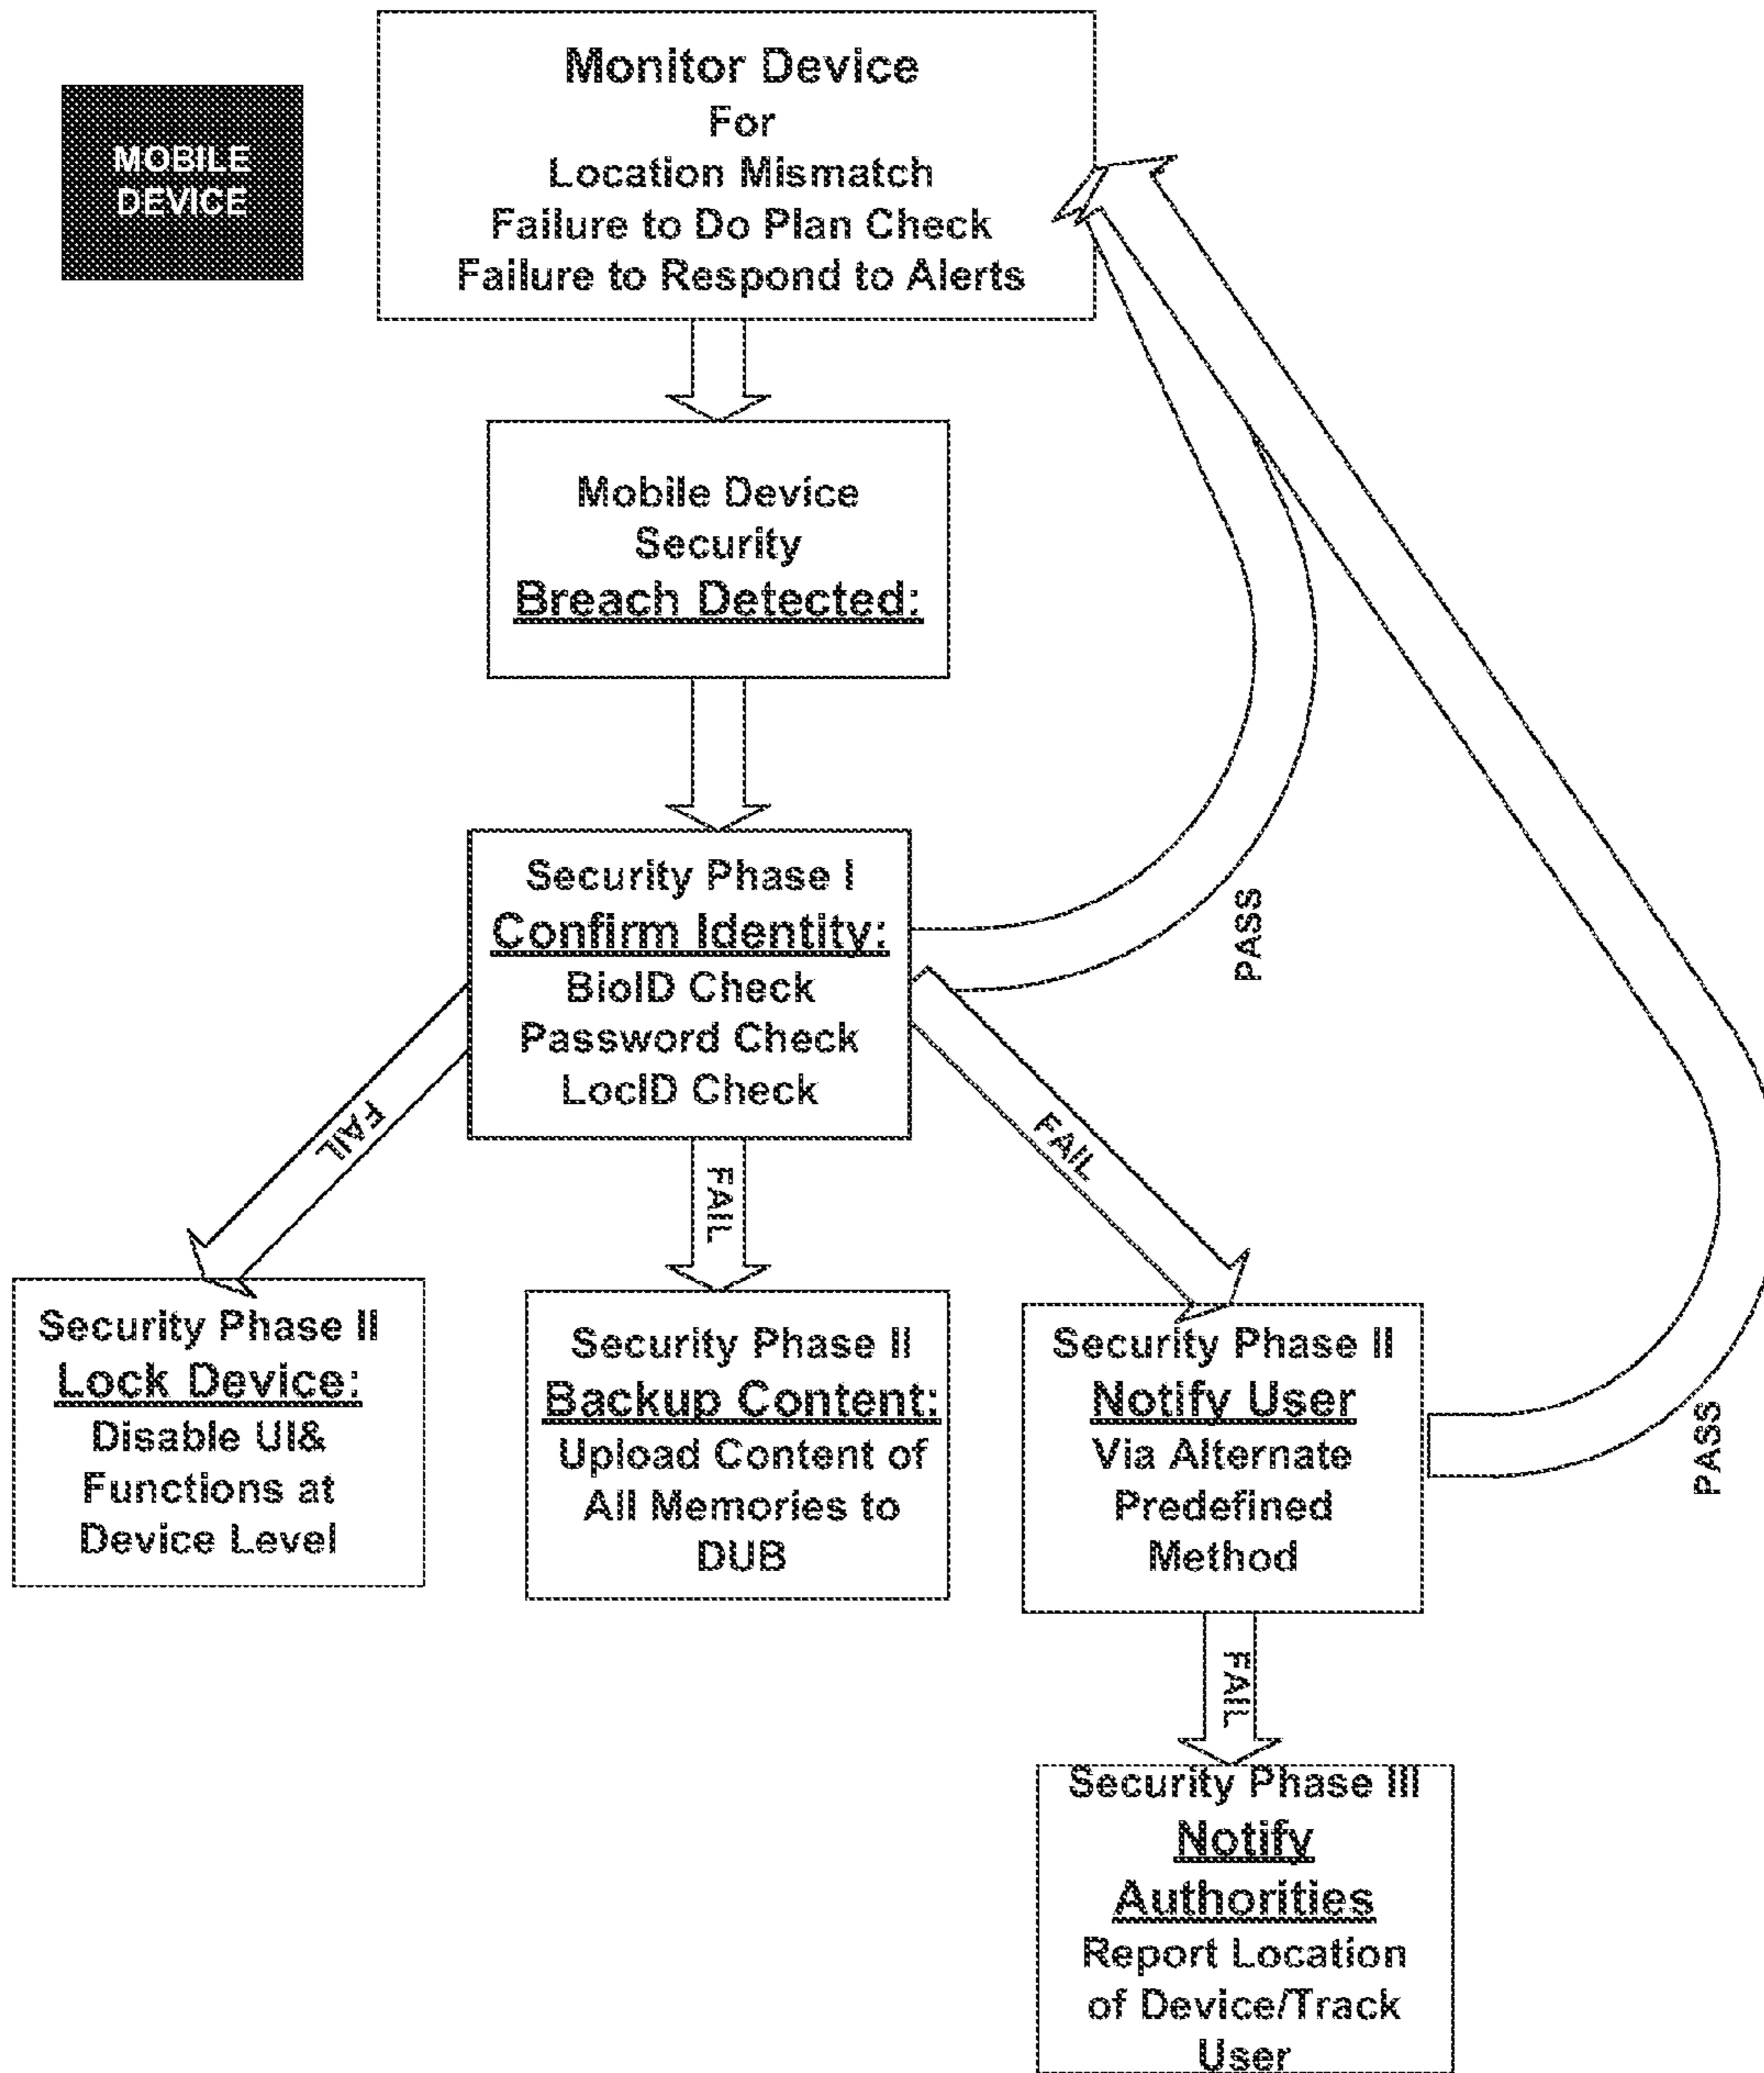 MOBILE
DEVICE
Monitor Device
For
Location Mismatch
Failure to Do Plan Check
Failure to Respond to Alerts
Mobile Device
Security
Breach Detected:
Security Phase I
Confirm Identity:
BioID Check
Password Check
LocID Check
PASS
FAIL
FAIL
FAIL
Security Phase II
Lock Device:
Disable UI&
Functions at
Device Level
Security Phase II
Backup Content:
Upload Content of
All Memories to
DUB
Security Phase II
Notify User
Via Alternate
Predefined
Method
PASS
FAIL
Security Phase III
Notify
Authorities
Report Location
of Device/Track
User